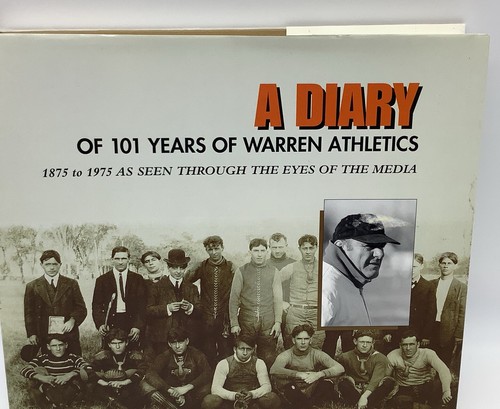 A DIARY
OF 101 YEARS OF WARREN ATHLETICS
1875 to 1975 AS SEEN THROUGH THE EYES OF THE MEDIA